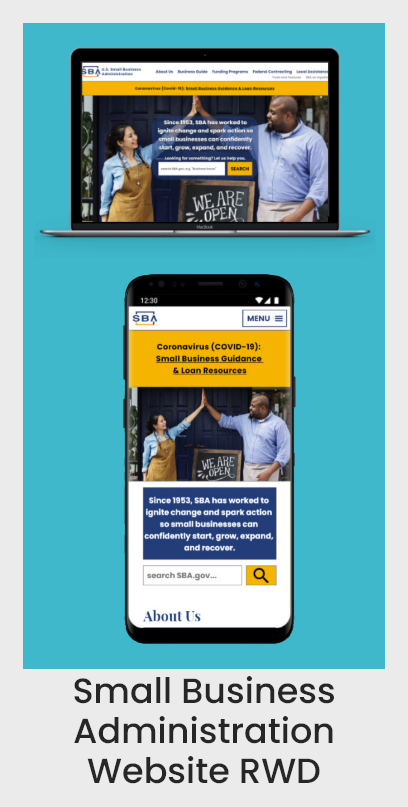 SBA U.S. Small Business
Administration
About Us Business Guide Funding Programs Federal Contracting Local Assistance
Coronavirus (Covid-19): Small Business Guidance & Loan Resources
Since 1953, SBA has worked to
ignite change and spark action so
small businesses can confidently
start, grow, expand, and recover.
Looking for something? Let us help you.
SEARCH
WE ARE
OPEN
MacBook
12:30
SBA
MENU
Coronavirus (COVID-19):
Small Business Guidance
& Loan Resources
WE ARE
OPEN
Since 1953, SBA has worked to
ignite change and spark action
so small businesses can
confidently start, grow, expand,
and recover.
search SBA.gov...
About Us
Small Business
Administration
Website RWD